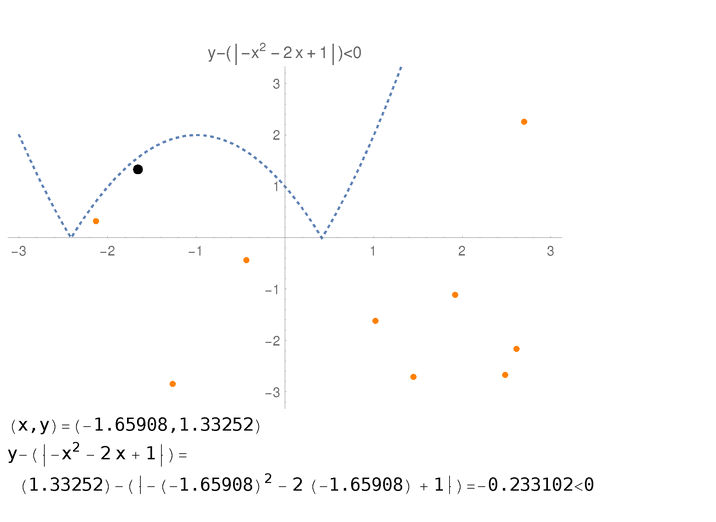 y−(|−x² − 2 x + 1|)<0
3
2
1
−3 −2 −1 1 2 3
−1
−2
−3
(x,y)=(−1.65908,1.33252)
y−(|−x² − 2 x + 1|)=
(1.33252)−(|−(−1.65908)² − 2 (−1.65908) + 1|)=−0.233102<0